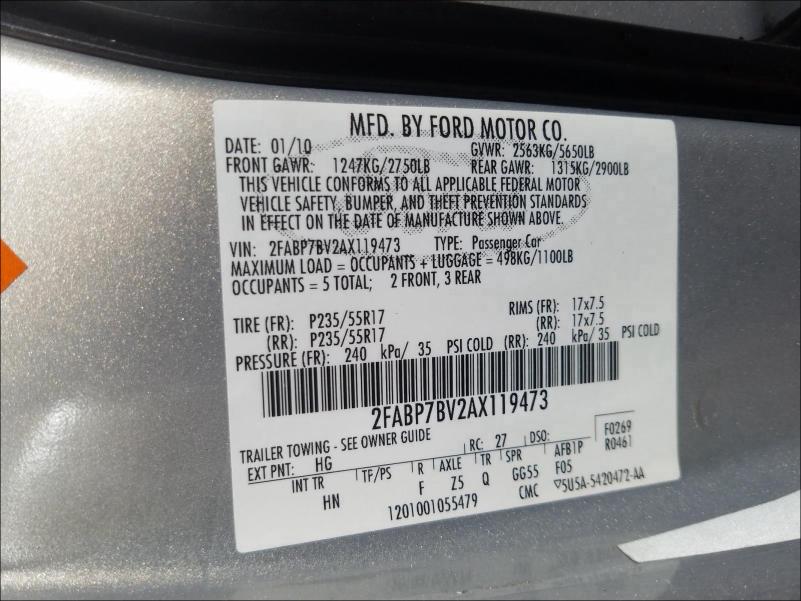 MFD. BY FORD MOTOR CO.
DATE: 01/10 GVWR: 2563KG/5650LB
FRONT GAWR: 1247KG/2750LB REAR GAWR: 1315KG/2900LB
THIS VEHICLE CONFORMS TO ALL APPLICABLE FEDERAL MOTOR
VEHICLE SAFETY, BUMPER, AND THEFT PREVENTION STANDARDS
IN EFFECT ON THE DATE OF MANUFACTURE SHOWN ABOVE.
VIN: 2FABP7BV2AX119473 TYPE: Passenger Car
MAXIMUM LOAD = OCCUPANTS + LUGGAGE = 498KG/1100LB
OCCUPANTS = 5 TOTAL; 2 FRONT, 3 REAR
TIRE (FR): P235/55R17 RIMS (FR): 17x7.5
(RR): P235/55R17 (RR): 17x7.5
PRESSURE (FR): 240 kPa/ 35 PSI COLD (RR): 240 kPa/ 35 PSI COLD
2FABP7BV2AX119473
TRAILER TOWING - SEE OWNER GUIDE
EXT PNT: HG RC: 27 DSO: F0269
INT TR TF/PS R AXLE TR SPR AFB1P R0461
HN F Z5 Q GG55 F05
1201001055479 CMC 5U5A-5420472-AA